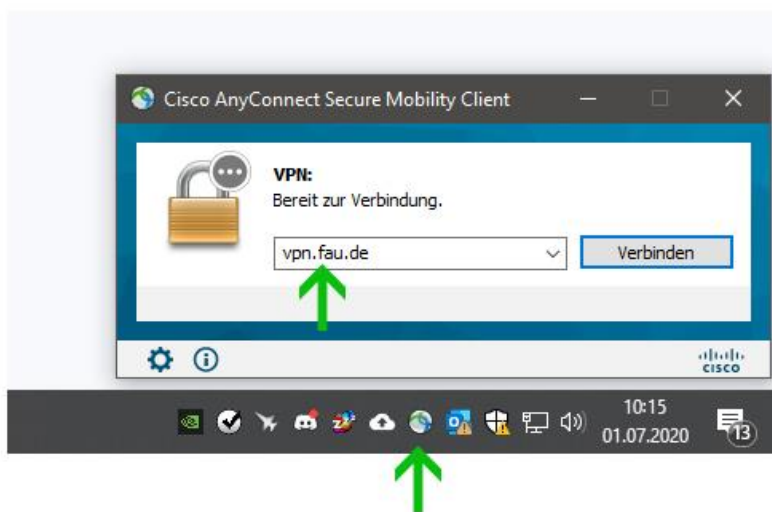 Cisco AnyConnect Secure Mobility Client
VPN:
Bereit zur Verbindung.
vpn.fau.de
Verbinden
CISCO
10:15
01.07.2020
13